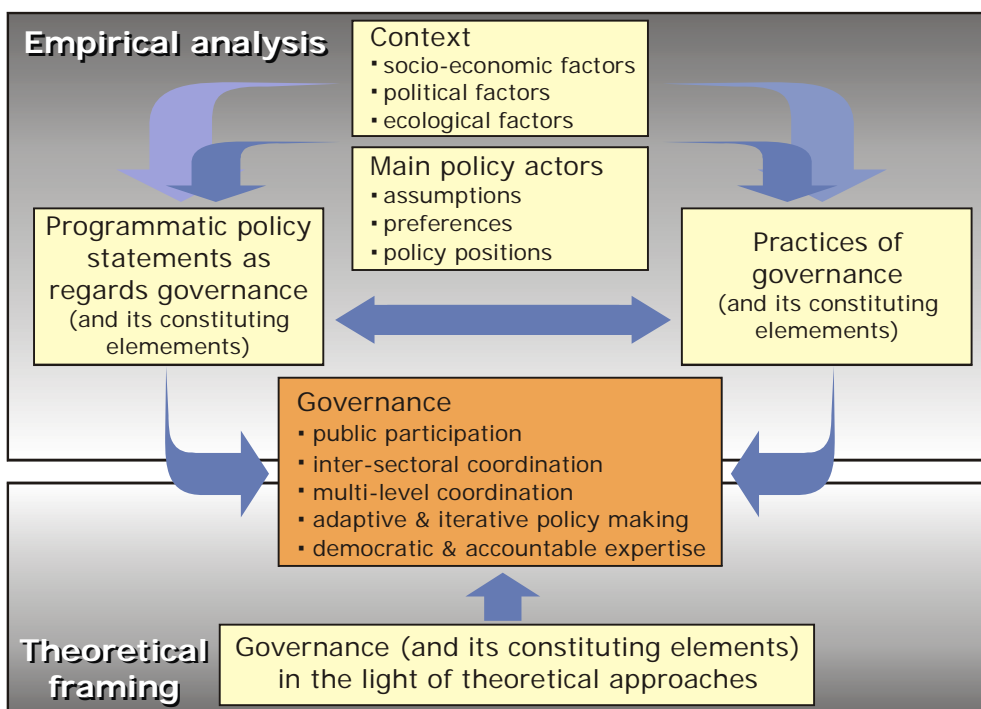 Empirical analysis
Context
▪ socio-economic factors
▪ political factors
▪ ecological factors
Main policy actors
▪ assumptions
▪ preferences
▪ policy positions
Programmatic policy
statements as
regards governance
(and its constituting
elemements)
Practices of
governance
(and its constituting
elemements)
Governance
▪ public participation
▪ inter-sectoral coordination
▪ multi-level coordination
▪ adaptive & iterative policy making
▪ democratic & accountable expertise
Theoretical
framing
Governance (and its constituting elements)
in the light of theoretical approaches